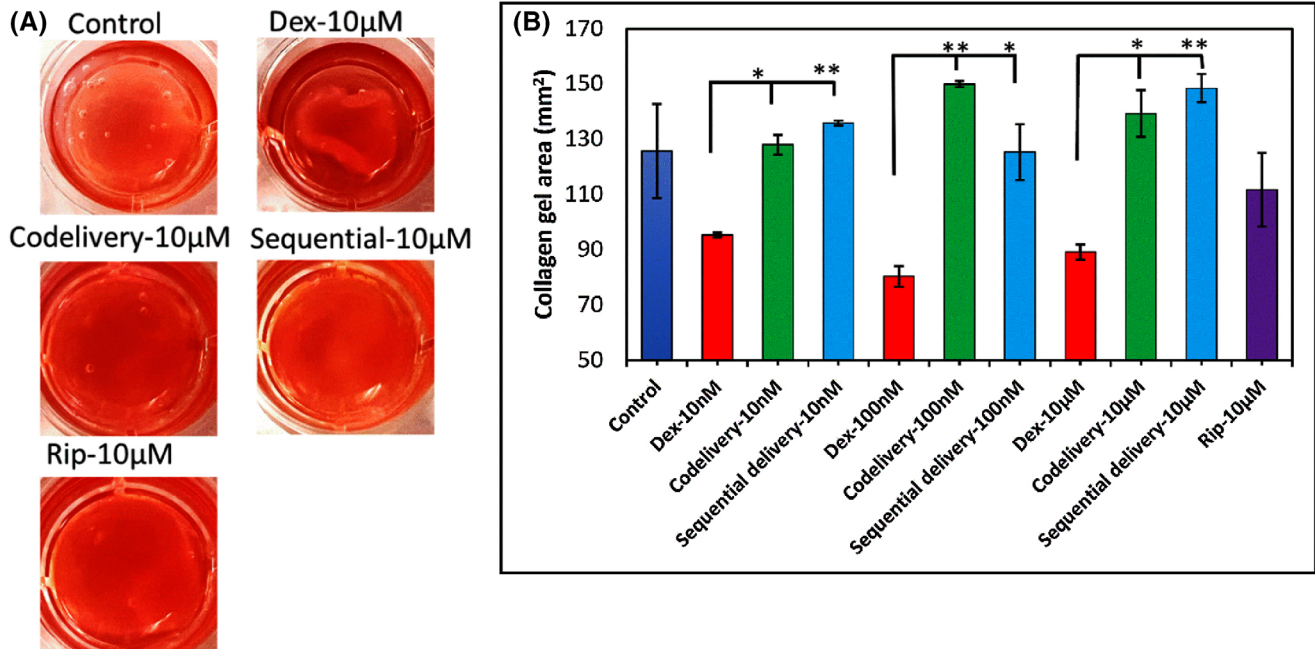 (A)
Control
Dex-10µM
Codelivery-10µM
Sequential-10µM
Rip-10µM
(B)
Collagen gel area (mm²)
170
150
130
110
90
70
50
* **
** *
* **
Control
Dex-10nM
Codelivery-10nM
Sequential delivery-10nM
Dex-100nM
Codelivery-100nM
Sequential delivery-100nM
Dex-10µM
Codelivery-10µM
Sequential delivery-10µM
Rip-10µM